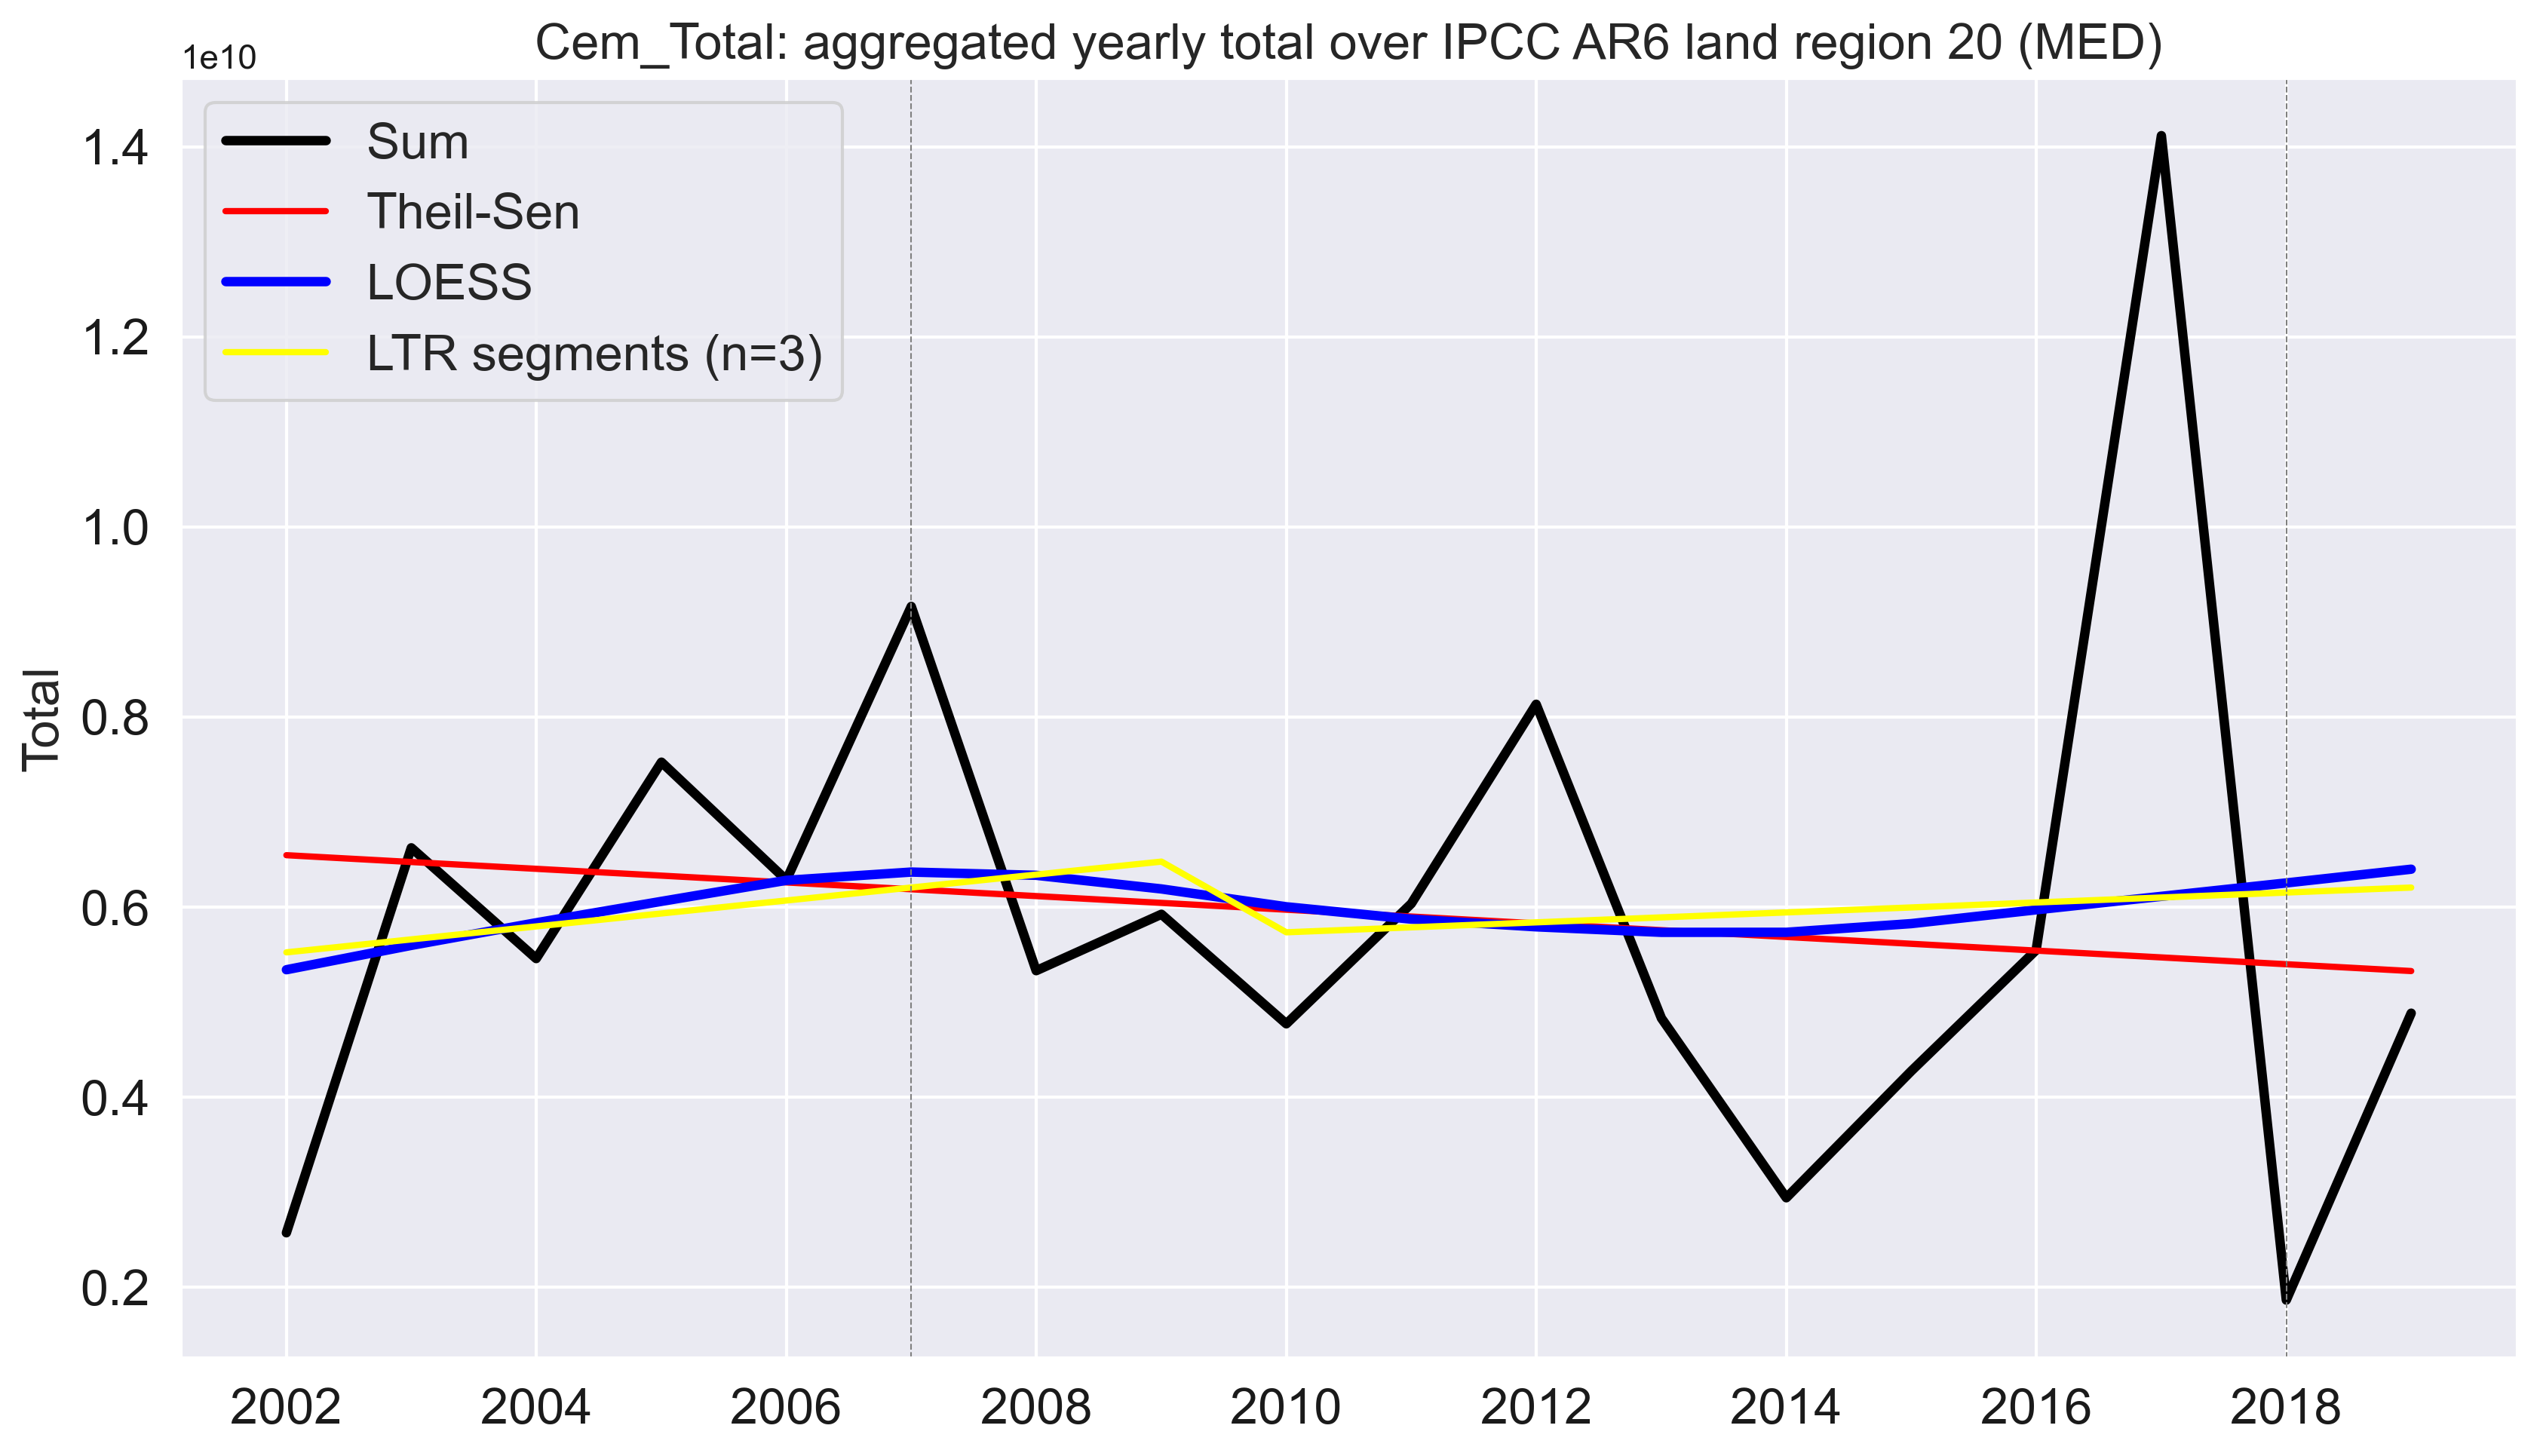 Cem_Total: aggregated yearly total over IPCC AR6 land region 20 (MED)
1e10
Sum
Theil-Sen
LOESS
LTR segments (n=3)
1.4
1.2
1.0
0.8
0.6
0.4
0.2
Total
2002 2004 2006 2008 2010 2012 2014 2016 2018